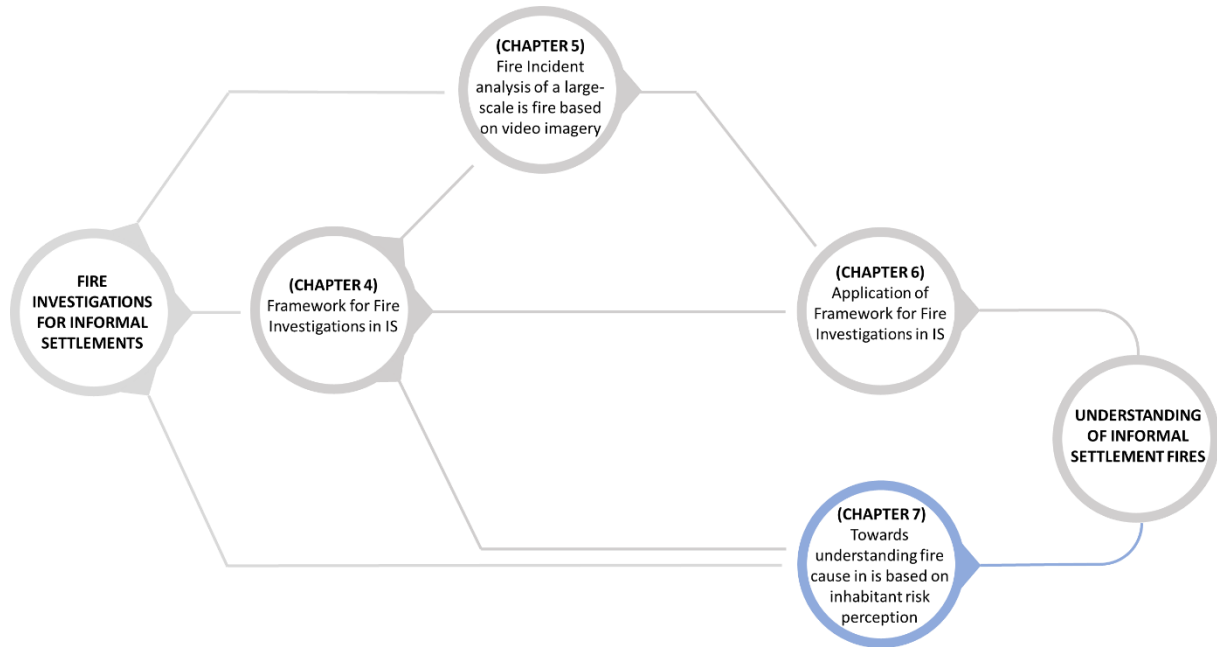 (CHAPTER 5)
Fire Incident
analysis of a large-
scale is fire based
on video imagery
FIRE
INVESTIGATIONS
FOR INFORMAL
SETTLEMENTS
(CHAPTER 4)
Framework for Fire
Investigations in IS
(CHAPTER 6)
Application of
Framework for Fire
Investigations in IS
UNDERSTANDING
OF INFORMAL
SETTLEMENT FIRES
(CHAPTER 7)
Towards
understanding fire
cause in is based on
inhabitant risk
perception